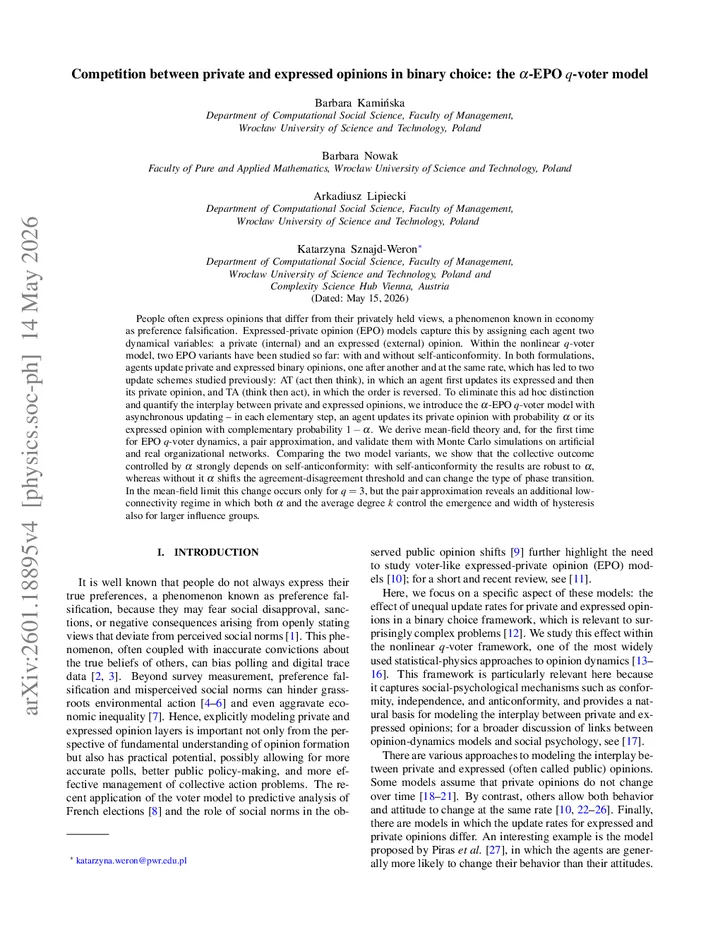 Competition between private and expressed opinions in binary choice: the α-EPO q-voter model
Barbara Kamińska
Department of Computational Social Science, Faculty of Management,
Wrocław University of Science and Technology, Poland
Barbara Nowak
Faculty of Pure and Applied Mathematics, Wrocław University of Science and Technology, Poland
Arkadiusz Lipiecki
Department of Computational Social Science, Faculty of Management,
Wrocław University of Science and Technology, Poland
Katarzyna Sznajd-Weron*
Department of Computational Social Science, Faculty of Management,
Wrocław University of Science and Technology, Poland and
Complexity Science Hub Vienna, Austria
(Dated: May 15, 2026)
People often express opinions that differ from their privately held views, a phenomenon known in economy
as preference falsification. Expressed-private opinion (EPO) models capture this by assigning each agent two
dynamical variables: a private (internal) and an expressed (external) opinion. Within the nonlinear q-voter
model, two EPO variants have been studied so far: with and without self-anticonformity. In both formulations,
agents update private and expressed binary opinions, one after another and at the same rate, which has led to two
update schemes studied previously: AT (act then think), in which an agent first updates its expressed and then
its private opinion, and TA (think then act), in which the order is reversed. To eliminate this ad hoc distinction
and quantify the interplay between private and expressed opinions, we introduce the α-EPO q-voter model with
asynchronous updating – in each elementary step, an agent updates its private opinion with probability α or its
expressed opinion with complementary probability 1 − α. We derive mean-field theory and, for the first time
for EPO q-voter dynamics, a pair approximation, and validate them with Monte Carlo simulations on artificial
and real organizational networks. Comparing the two model variants, we show that the collective outcome
controlled by α strongly depends on self-anticonformity: with self-anticonformity the results are robust to α,
whereas without it α shifts the agreement-disagreement threshold and can change the type of phase transition.
In the mean-field limit this change occurs only for q = 3, but the pair approximation reveals an additional low-
connectivity regime in which both α and the average degree k control the emergence and width of hysteresis
also for larger influence groups.
I. INTRODUCTION
It is well known that people do not always express their
true preferences, a phenomenon known as preference fal-
sification, because they may fear social disapproval, sanc-
tions, or negative consequences arising from openly stating
views that deviate from perceived social norms [1]. This phe-
nomenon, often coupled with inaccurate convictions about
the true beliefs of others, can bias polling and digital trace
data [2, 3]. Beyond survey measurement, preference fal-
sification and misperceived social norms can hinder grass-
roots environmental action [4–6] and even aggravate eco-
nomic inequality [7]. Hence, explicitly modeling private and
expressed opinion layers is important not only from the per-
spective of fundamental understanding of opinion formation
but also has practical potential, possibly allowing for more
accurate polls, better public policy-making, and more ef-
fective management of collective action problems. The re-
cent application of the voter model to predictive analysis of
French elections [8] and the role of social norms in the ob-
* katarzyna.weron@pwr.edu.pl
served public opinion shifts [9] further highlight the need
to study voter-like expressed-private opinion (EPO) mod-
els [10]; for a short and recent review, see [11].
Here, we focus on a specific aspect of these models: the
effect of unequal update rates for private and expressed opin-
ions in a binary choice framework, which is relevant to sur-
prisingly complex problems [12]. We study this effect within
the nonlinear q-voter framework, one of the most widely
used statistical-physics approaches to opinion dynamics [13–
16]. This framework is particularly relevant here because
it captures social-psychological mechanisms such as confor-
mity, independence, and anticonformity, and provides a nat-
ural basis for modeling the interplay between private and ex-
pressed opinions; for a broader discussion of links between
opinion-dynamics models and social psychology, see [17].
There are various approaches to modeling the interplay be-
tween private and expressed (often called public) opinions.
Some models assume that private opinions do not change
over time [18–21]. By contrast, others allow both behavior
and attitude to change at the same rate [10, 22–26]. Finally,
there are models in which the update rates for expressed and
private opinions differ. An interesting example is the model
proposed by Piras et al. [27], in which the agents are gener-
ally more likely to change their behavior than their attitudes.
arXiv:2601.18895v4 [physics.soc-ph] 14 May 2026